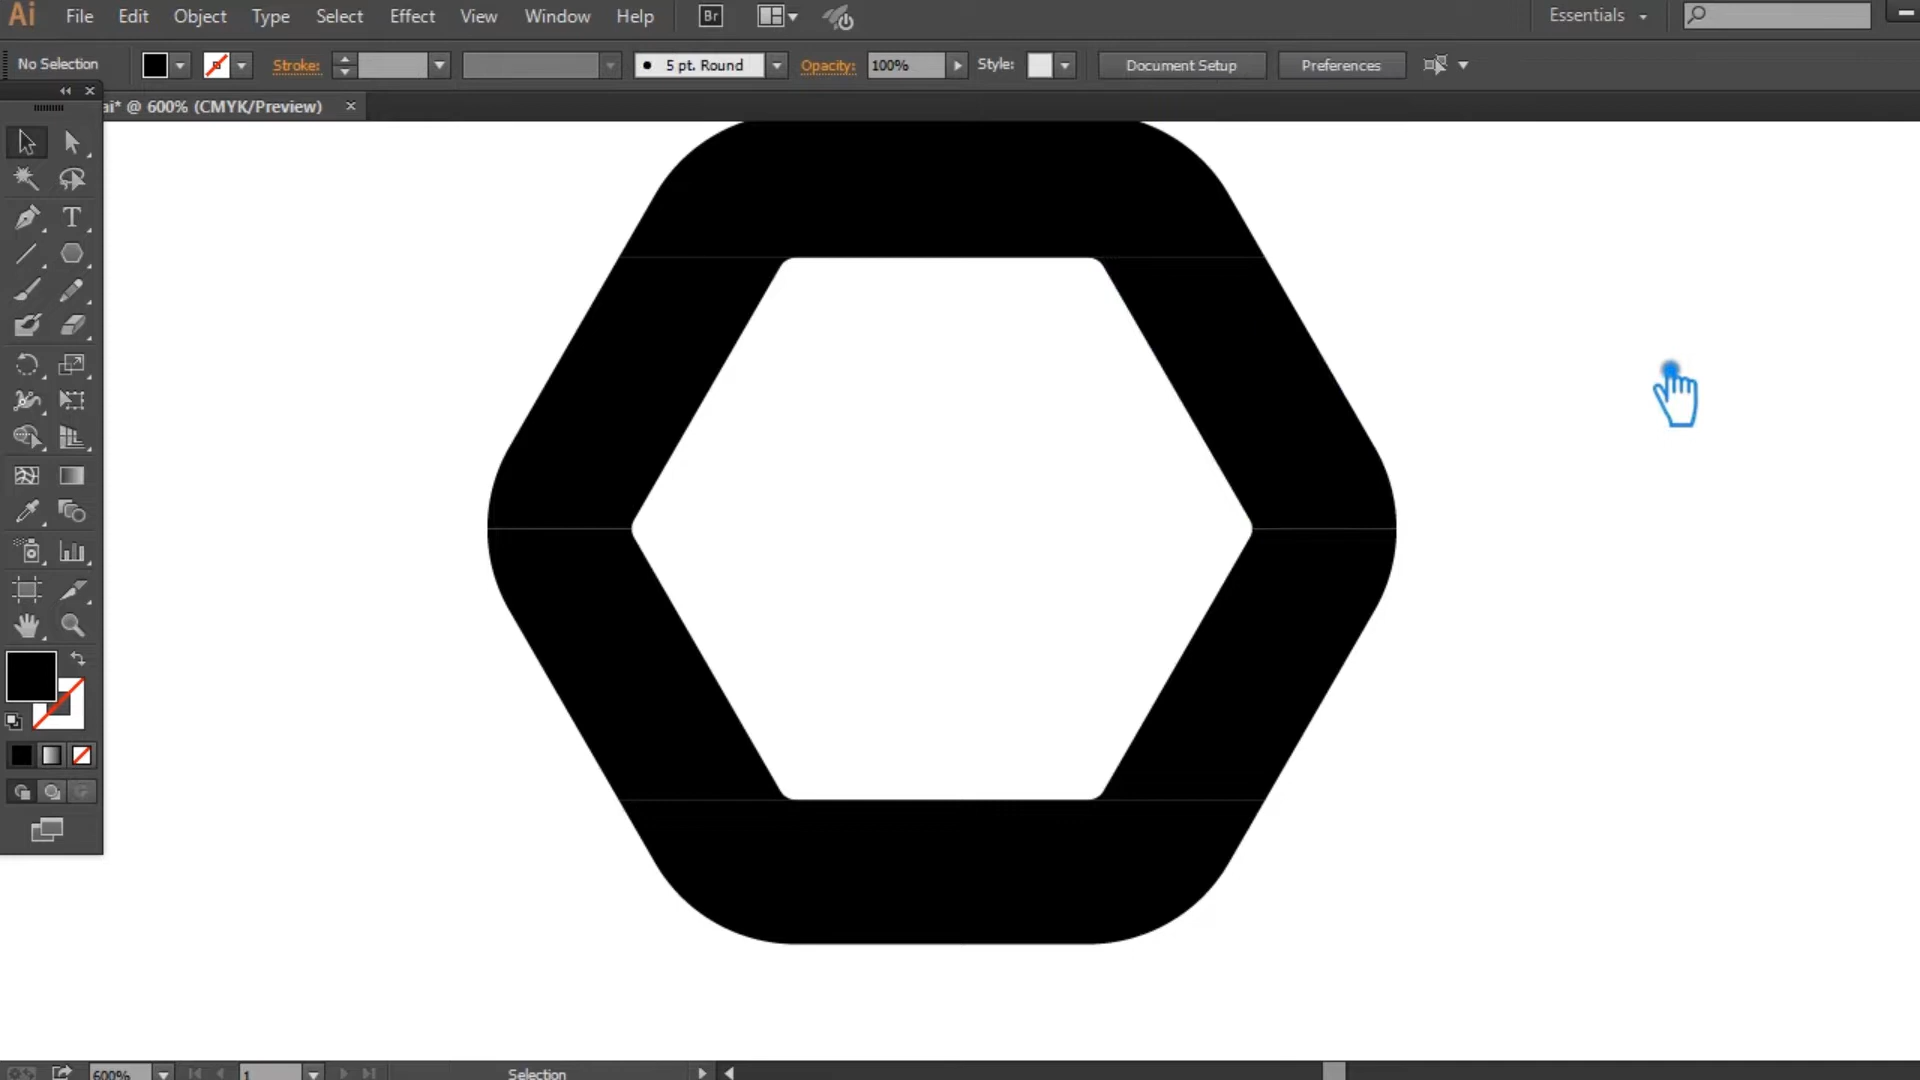 Ai File Edit Object Type Select Effect View Window Help Br Essentials
No Selection Stroke: 5 pt. Round Opacity: 100% Style: Document Setup Preferences
ai* @ 600% (CMYK/Preview) ×
T
600% 1 Selection